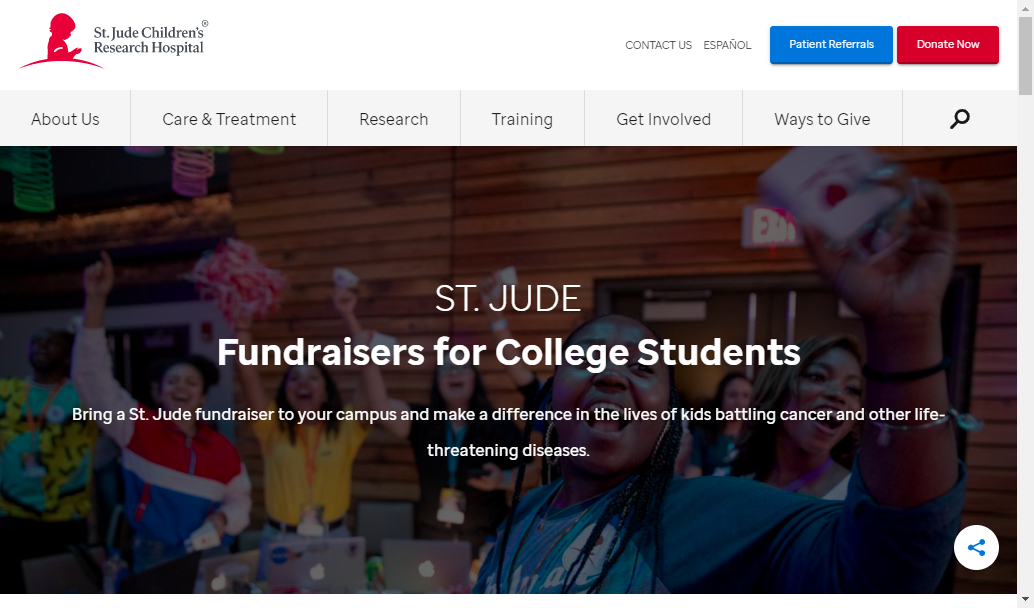 St. Jude Children's®
Research Hospital
CONTACT US
ESPAÑOL
Patient Referrals
Donate Now
About Us
Care & Treatment
Research
Training
Get Involved
Ways to Give
Exit
ST. JUDE
Fundraisers for College Students
Bring a St. Jude fundraiser to your campus and make a difference in the lives of kids battling cancer and other life-
threatening diseases.